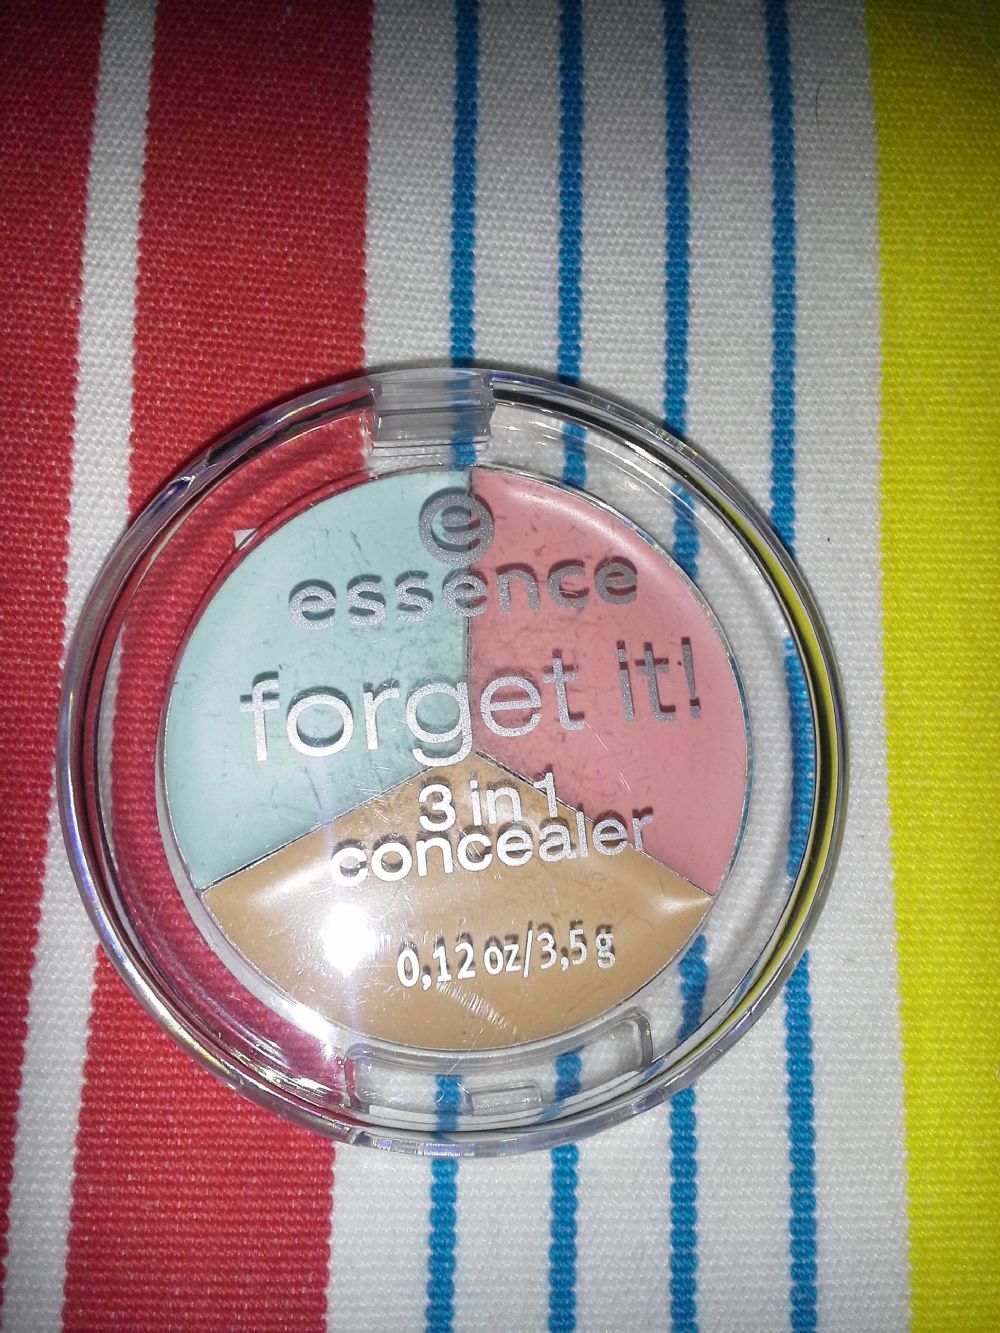 e
essence
forget it!
3 in 1
concealer
0,12 oz/3,5 g